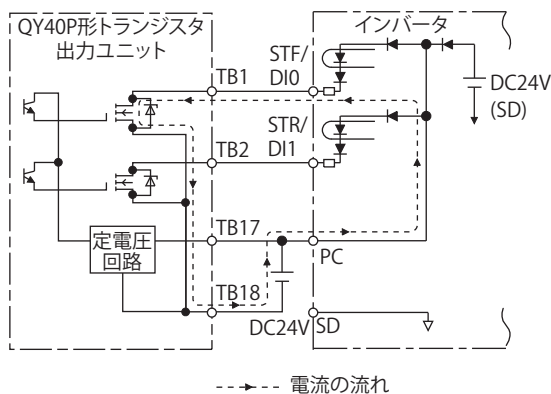 QY40P形トランジスタ
出力ユニット
インバータ
STF/
DI0
TB1
DC24V
(SD)
STR/
DI1
TB2
定電圧
回路
TB17
PC
TB18
DC24V
SD
電流の流れ